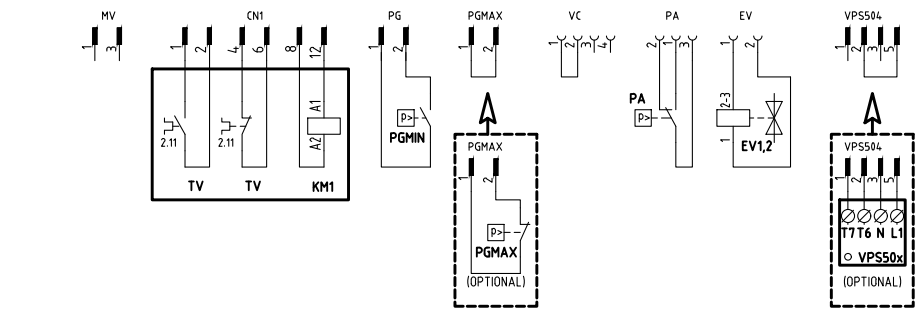 MV CN1 PG PGMAX VC PA EV VPS504
1 3 1 2 4 6 8 12 1 2 1 2 1 2 3 4 2 1 3 1 2 1 2 3 5
A1
A2
2.11
2.11
TV TV KM1
P>
PGMIN
PA
P>
2-3
1
EV1,2
PGMAX
1 2
P>
PGMAX
(OPTIONAL)
VPS504
1 2 3 5
T7 T6 N L1
VPS50x
(OPTIONAL)